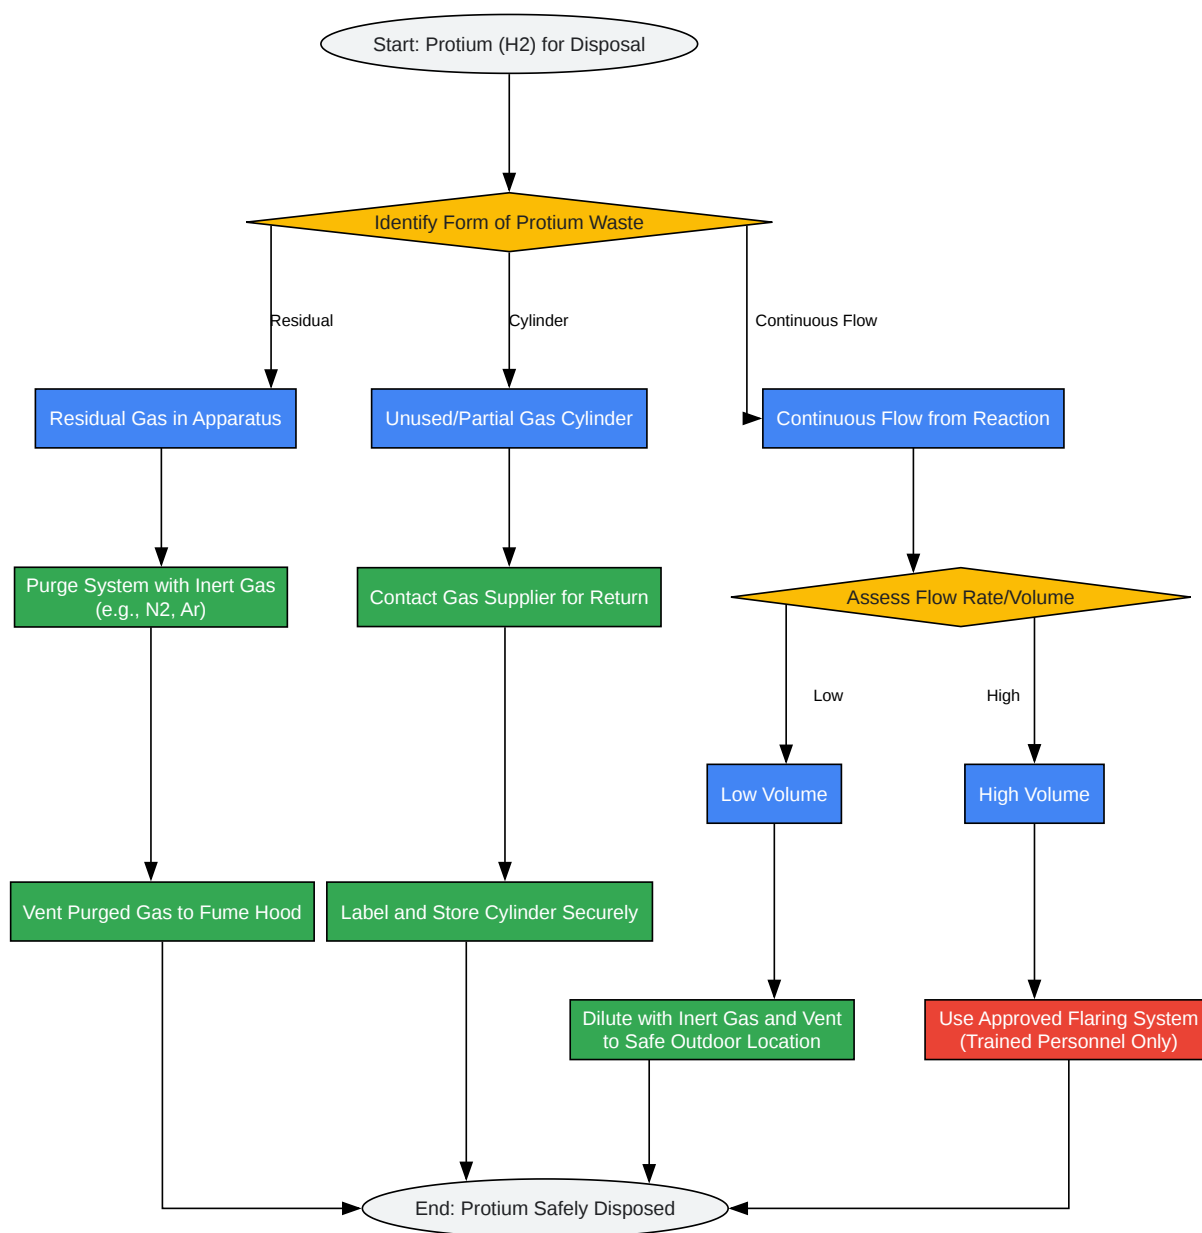 Start: Protium (H2) for Disposal
Identify Form of Protium Waste
Residual
Cylinder
Continuous Flow
Residual Gas in Apparatus
Unused/Partial Gas Cylinder
Continuous Flow from Reaction
Purge System with Inert Gas
(e.g., N2, Ar)
Contact Gas Supplier for Return
Assess Flow Rate/Volume
Low
High
Low Volume
High Volume
Vent Purged Gas to Fume Hood
Label and Store Cylinder Securely
Dilute with Inert Gas and Vent
to Safe Outdoor Location
Use Approved Flaring System
(Trained Personnel Only)
End: Protium Safely Disposed